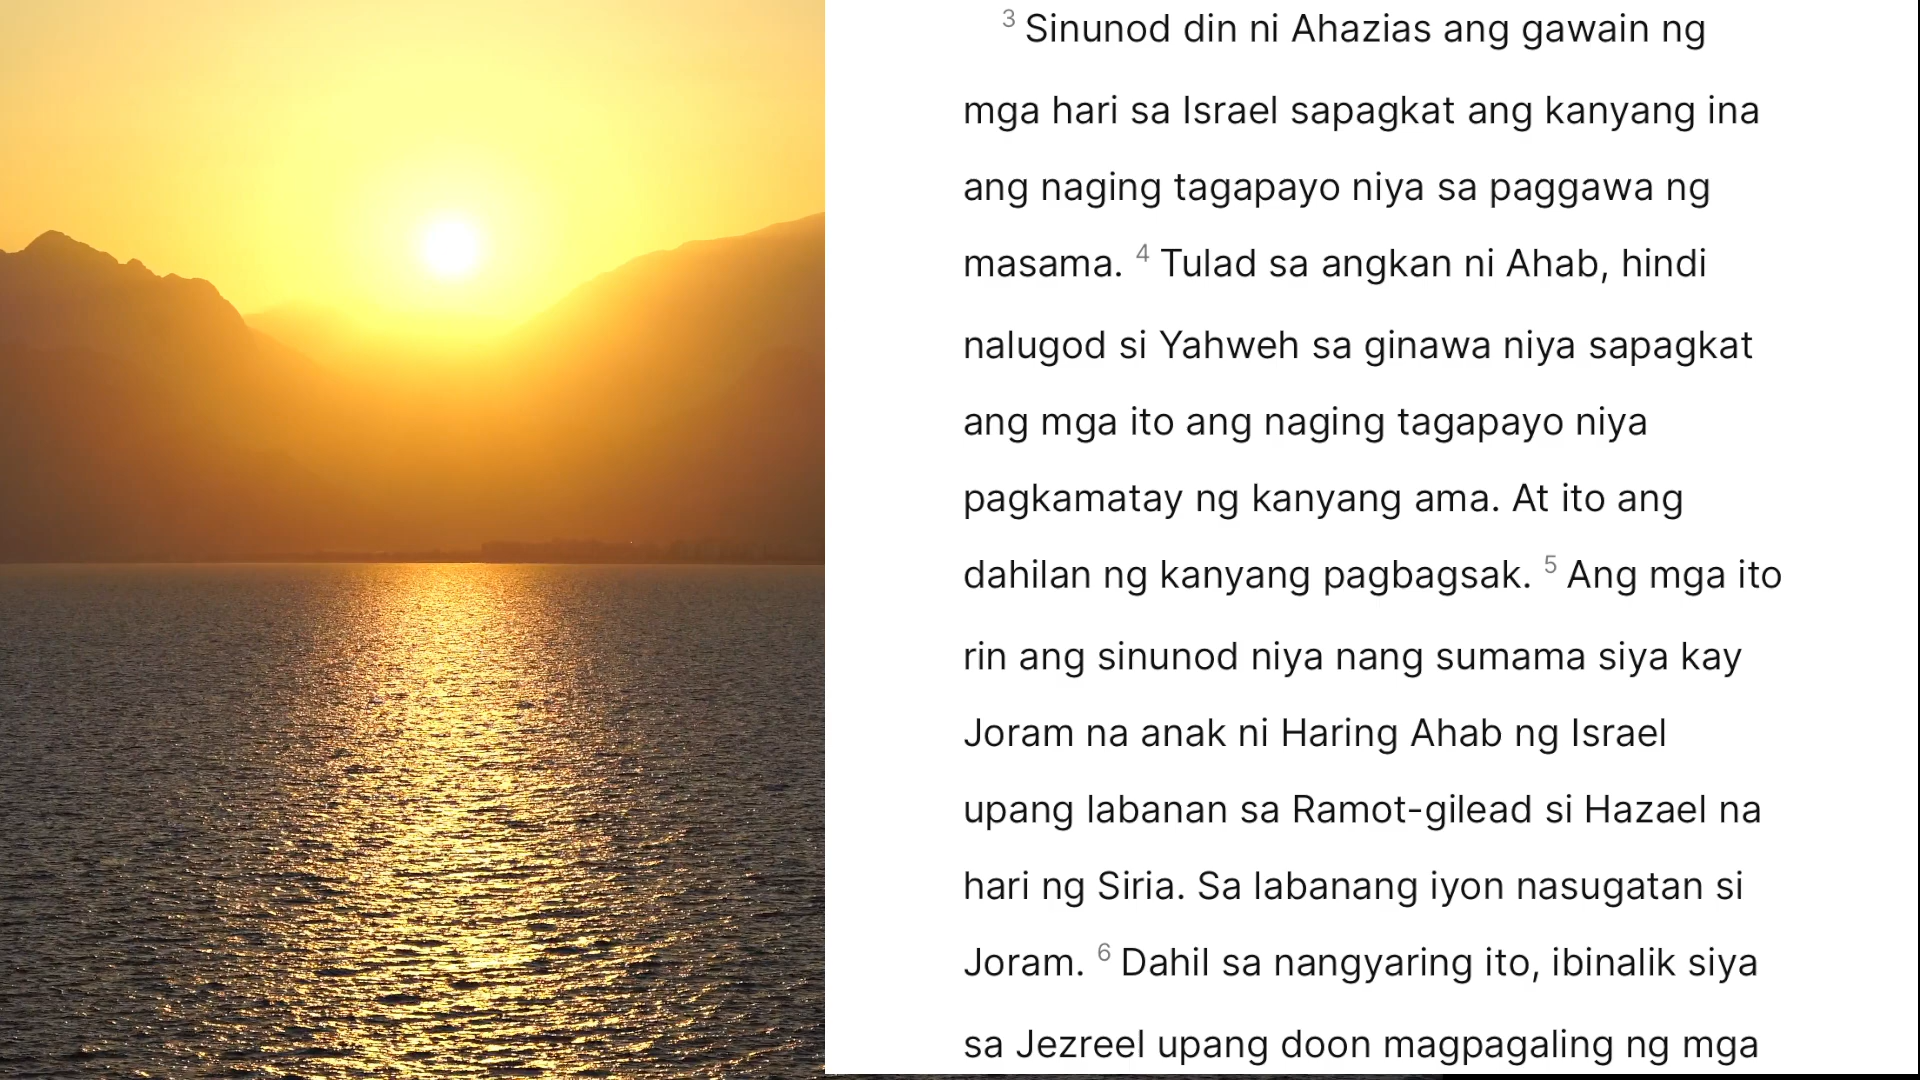 3 Sinunod din ni Ahazias ang gawain ng
mga hari sa Israel sapagkat ang kanyang ina
ang naging tagapayo niya sa paggawa ng
masama. 4 Tulad sa angkan ni Ahab, hindi
nalugod si Yahweh sa ginawa niya sapagkat
ang mga ito ang naging tagapayo niya
pagkamatay ng kanyang ama. At ito ang
dahilan ng kanyang pagbagsak. 5 Ang mga ito
rin ang sinunod niya nang sumama siya kay
Joram na anak ni Haring Ahab ng Israel
upang labanan sa Ramot-gilead si Hazael na
hari ng Siria. Sa labanang iyon nasugatan si
Joram. 6 Dahil sa nangyaring ito, ibinalik siya
sa Jezreel upang doon magpagaling ng mga